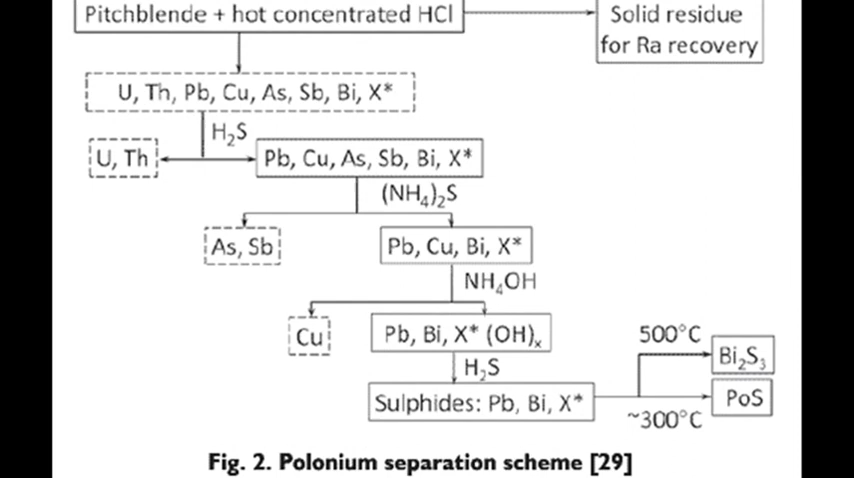 Pitchblende + hot concentrated HCl
Solid residue
for Ra recovery
U, Th, Pb, Cu, As, Sb, Bi, X*
H₂S
U, Th
Pb, Cu, As, Sb, Bi, X*
(NH₄)₂S
As, Sb
Pb, Cu, Bi, X*
NH₄OH
Cu
Pb, Bi, X* (OH)ₓ
500°C
Bi₂S₃
H₂S
Sulphides: Pb, Bi, X*
PoS
~300°C
Fig. 2. Polonium separation scheme [29]